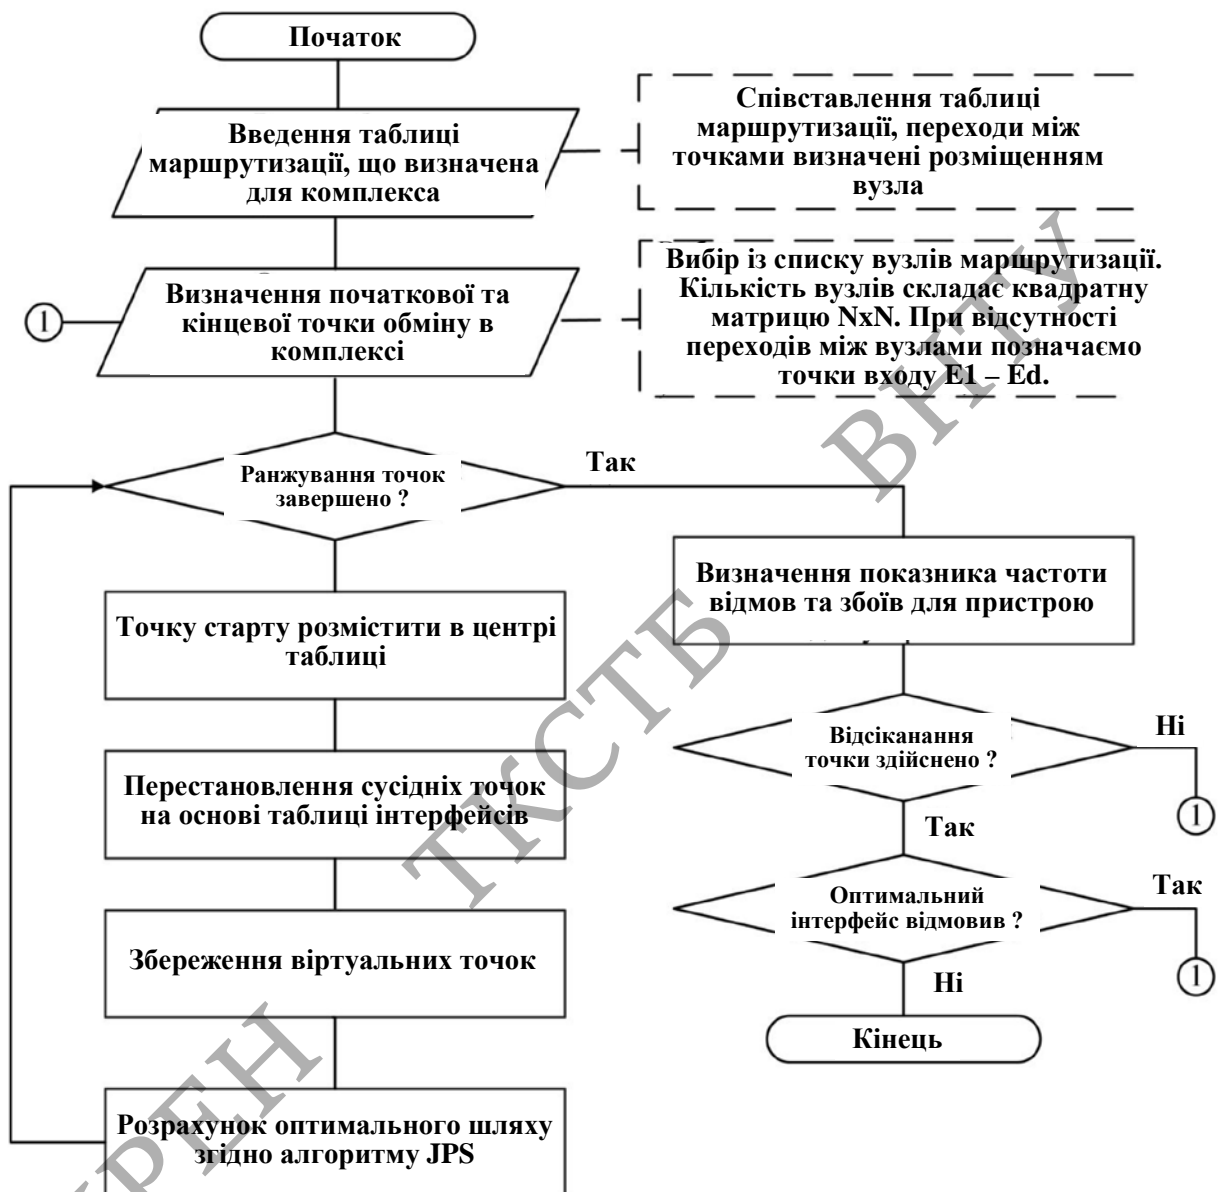 Початок
Введення таблиці
маршрутизації, що визначена
для комплекса
Співставлення таблиці
маршрутизації, переходи між
точками визначені розміщенням
вузла
Визначення початкової та
кінцевої точки обміну в
комплексі
1
Вибір із списку вузлів маршрутизації.
Кількість вузлів складає квадратну
матрицю NxN. При відсутності
переходів між вузлами позначаємо
точки входу E1 – Ed.
Ранжування точок
завершено ?
Так
Точку старту розмістити в центрі
таблиці
Перестановлення сусідніх точок
на основі таблиці інтерфейсів
Збереження віртуальних точок
Розрахунок оптимального шляху
згідно алгоритму JPS
Визначення показника частоти
відмов та збоїв для пристрою
Відсіканання
точки здійснено ?
Ні
1
Так
Оптимальний
інтерфейс відмовив ?
Так
1
Ні
Кінець
ТКСТБ ВНТУ